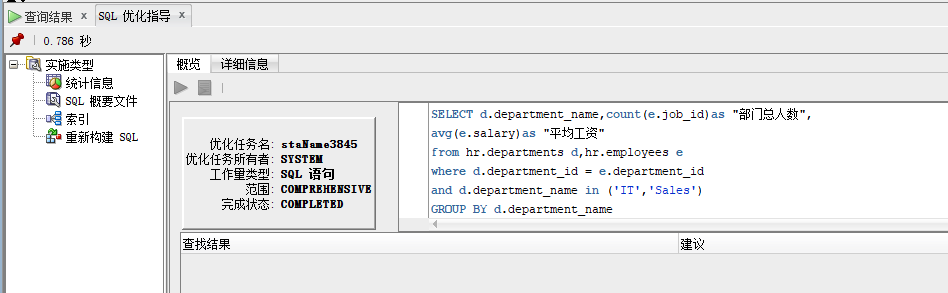 查询结果 x SQL 优化指导 x
0.786 秒
实施类型
统计信息
SQL 概要文件
索引
重新构建 SQL
概览 详细信息
优化任务名: staName3845
优化任务所有者: SYSTEM
工作量类型: SQL 语句
范围: COMPREHENSIVE
完成状态: COMPLETED
SELECT d.department_name,count(e.job_id)as "部门总人数",
avg(e.salary)as "平均工资"
from hr.departments d,hr.employees e
where d.department_id = e.department_id
and d.department_name in ('IT','Sales')
GROUP BY d.department_name
查找结果 建议